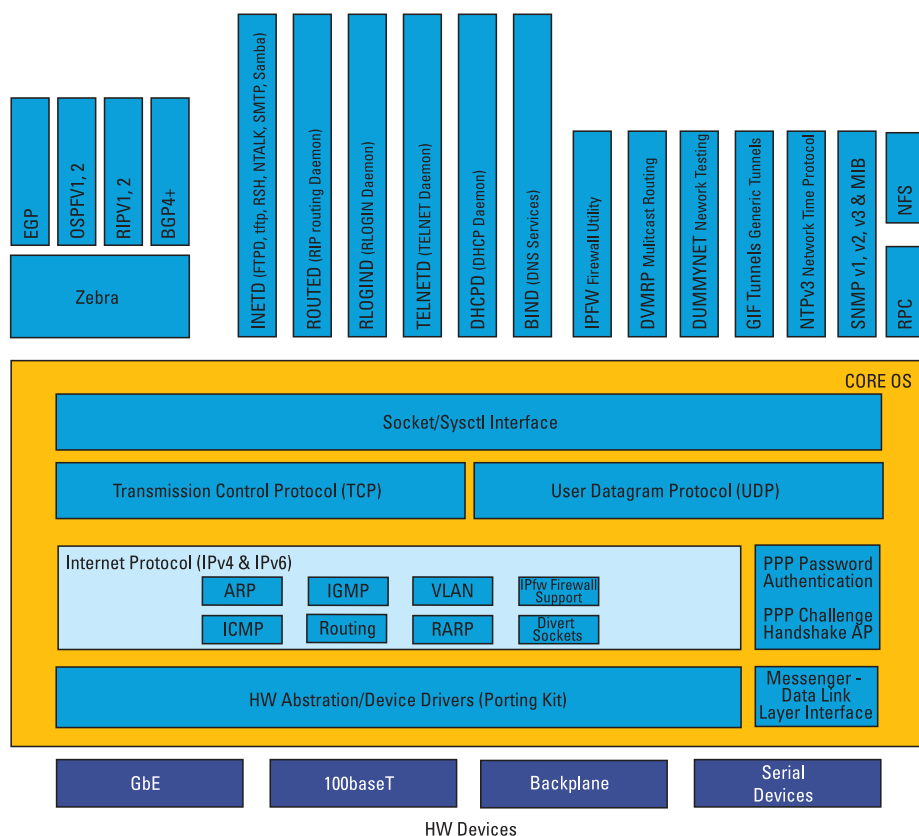 EGP
OSPFV1, 2
RIPV1, 2
BGP4+
Zebra
INETD (FTPD, tftp, RSH, NTALK, SMTP, Samba)
ROUTED (RIP routing Daemon)
RLOGIND (RLOGIN Daemon)
TELNETD (TELNET Daemon)
DHCPD (DHCP Daemon)
BIND (DNS Services)
IPFW Firewall Utility
DVMRP Mulitcast Routing
DUMMYNET Nework Testing
GIF Tunnels Generic Tunnels
NTPv3 Network Time Protocol
SNMP v1, v2, v3 & MIB
NFS
RPC
CORE OS
Socket/Sysctl Interface
Transmission Control Protocol (TCP)
User Datagram Protocol (UDP)
Internet Protocol (IPv4 & IPv6)
ARP
IGMP
VLAN
IPfw Firewall
Support
ICMP
Routing
RARP
Divert
Sockets
PPP Password
Authentication
PPP Challenge
Handshake AP
HW Abstration/Device Drivers (Porting Kit)
Messenger -
Data Link
Layer Interface
GbE
100baseT
Backplane
Serial
Devices
HW Devices